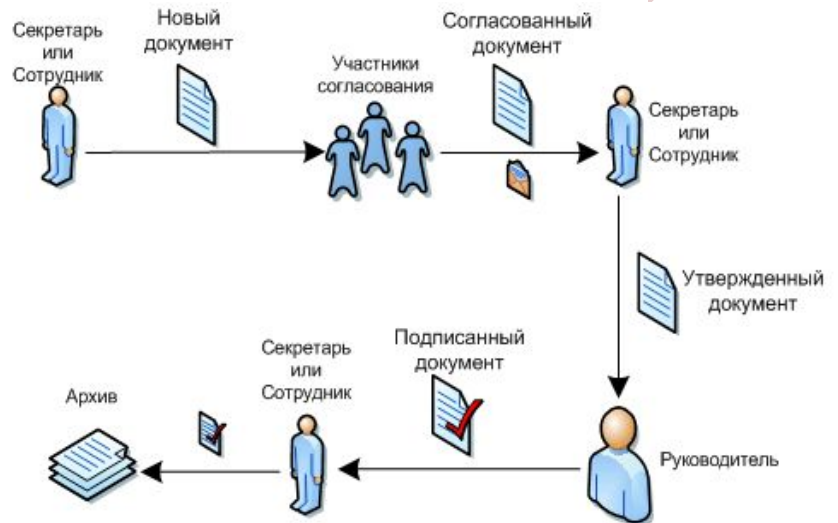 Секретарь
или
Сотрудник
Новый
документ
Участники
согласования
Согласованный
документ
Секретарь
или
Сотрудник
Утвержденный
документ
Руководитель
Подписанный
документ
Секретарь
или
Сотрудник
Архив